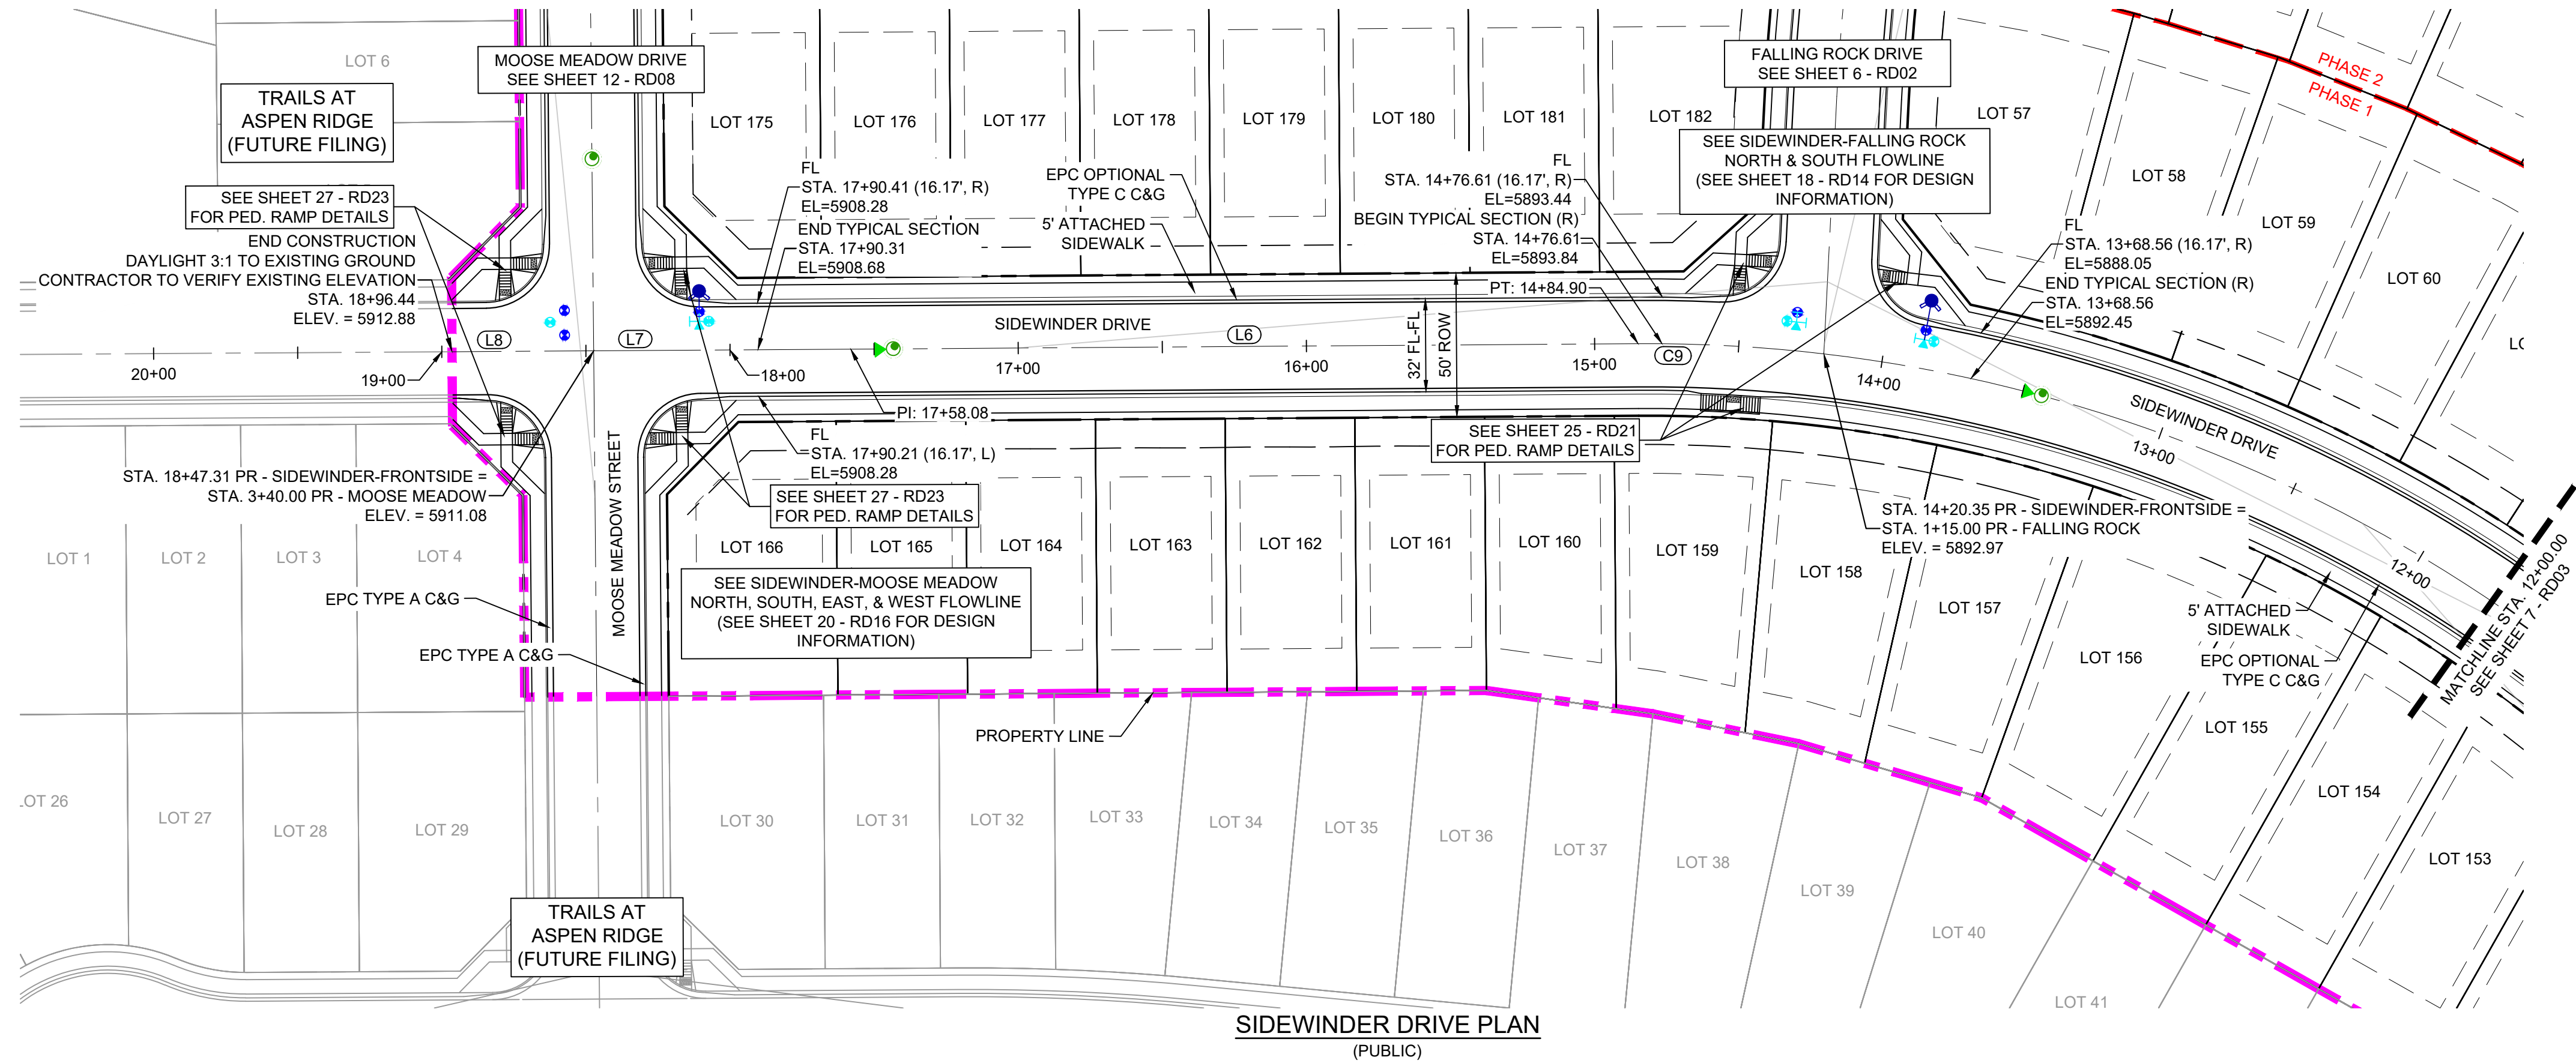 LOT 6
TRAILS AT
ASPEN RIDGE
(FUTURE FILING)
MOOSE MEADOW DRIVE
SEE SHEET 12 - RD08
LOT 175
LOT 176
LOT 177
LOT 178
LOT 179
LOT 180
LOT 181
LOT 182
FALLING ROCK DRIVE
SEE SHEET 6 - RD02
LOT 57
LOT 58
LOT 59
LOT 60
PHASE 2
PHASE 1
SEE SHEET 27 - RD23
FOR PED. RAMP DETAILS
END CONSTRUCTION
DAYLIGHT 3:1 TO EXISTING GROUND
CONTRACTOR TO VERIFY EXISTING ELEVATION
STA. 18+96.44
ELEV. = 5912.88
FL
STA. 17+90.41 (16.17', R)
EL=5908.28
END TYPICAL SECTION
STA. 17+90.31
EL=5908.68
EPC OPTIONAL
TYPE C C&G
5' ATTACHED
SIDEWALK
FL
STA. 14+76.61 (16.17', R)
EL=5893.44
BEGIN TYPICAL SECTION (R)
STA. 14+76.61
EL=5893.84
PT: 14+84.90
SEE SIDEWINDER-FALLING ROCK
NORTH & SOUTH FLOWLINE
(SEE SHEET 18 - RD14 FOR DESIGN
INFORMATION)
FL
STA. 13+68.56 (16.17', R)
EL=5888.05
END TYPICAL SECTION (R)
STA. 13+68.56
EL=5892.45
L8
L7
SIDEWINDER DRIVE
L6
32' FL-FL
50' ROW
C9
20+00
19+00
18+00
17+00
16+00
15+00
14+00
13+00
12+00
SIDEWINDER DRIVE
PI: 17+58.08
FL
STA. 17+90.21 (16.17', L)
EL=5908.28
SEE SHEET 25 - RD21
FOR PED. RAMP DETAILS
STA. 18+47.31 PR - SIDEWINDER-FRONTSIDE =
STA. 3+40.00 PR - MOOSE MEADOW
ELEV. = 5911.08
SEE SHEET 27 - RD23
FOR PED. RAMP DETAILS
STA. 14+20.35 PR - SIDEWINDER-FRONTSIDE =
STA. 1+15.00 PR - FALLING ROCK
ELEV. = 5892.97
MOOSE MEADOW STREET
LOT 1
LOT 2
LOT 3
LOT 4
LOT 166
LOT 165
LOT 164
LOT 163
LOT 162
LOT 161
LOT 160
LOT 159
LOT 158
LOT 157
LOT 156
LOT 155
LOT 154
LOT 153
EPC TYPE A C&G
EPC TYPE A C&G
SEE SIDEWINDER-MOOSE MEADOW
NORTH, SOUTH, EAST, & WEST FLOWLINE
(SEE SHEET 20 - RD16 FOR DESIGN
INFORMATION)
5' ATTACHED
SIDEWALK
EPC OPTIONAL
TYPE C C&G
MATCHLINE STA. 12+00.00
SEE SHEET 7 - RD03
PROPERTY LINE
LOT 26
LOT 27
LOT 28
LOT 29
LOT 30
LOT 31
LOT 32
LOT 33
LOT 34
LOT 35
LOT 36
LOT 37
LOT 38
LOT 39
LOT 40
LOT 41
TRAILS AT
ASPEN RIDGE
(FUTURE FILING)
SIDEWINDER DRIVE PLAN
(PUBLIC)